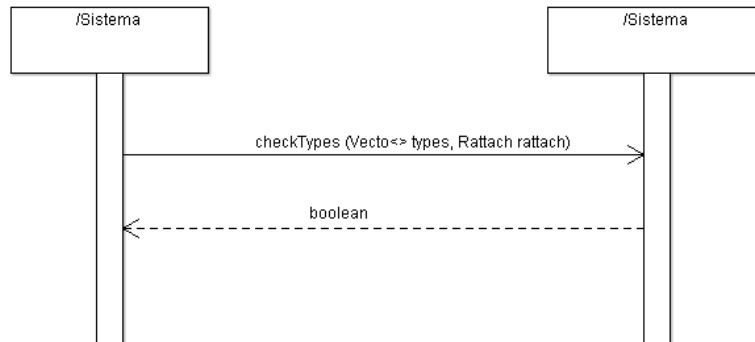 /Sistema
/Sistema
checkTypes (Vecto<> types, Rattach rattach)
boolean